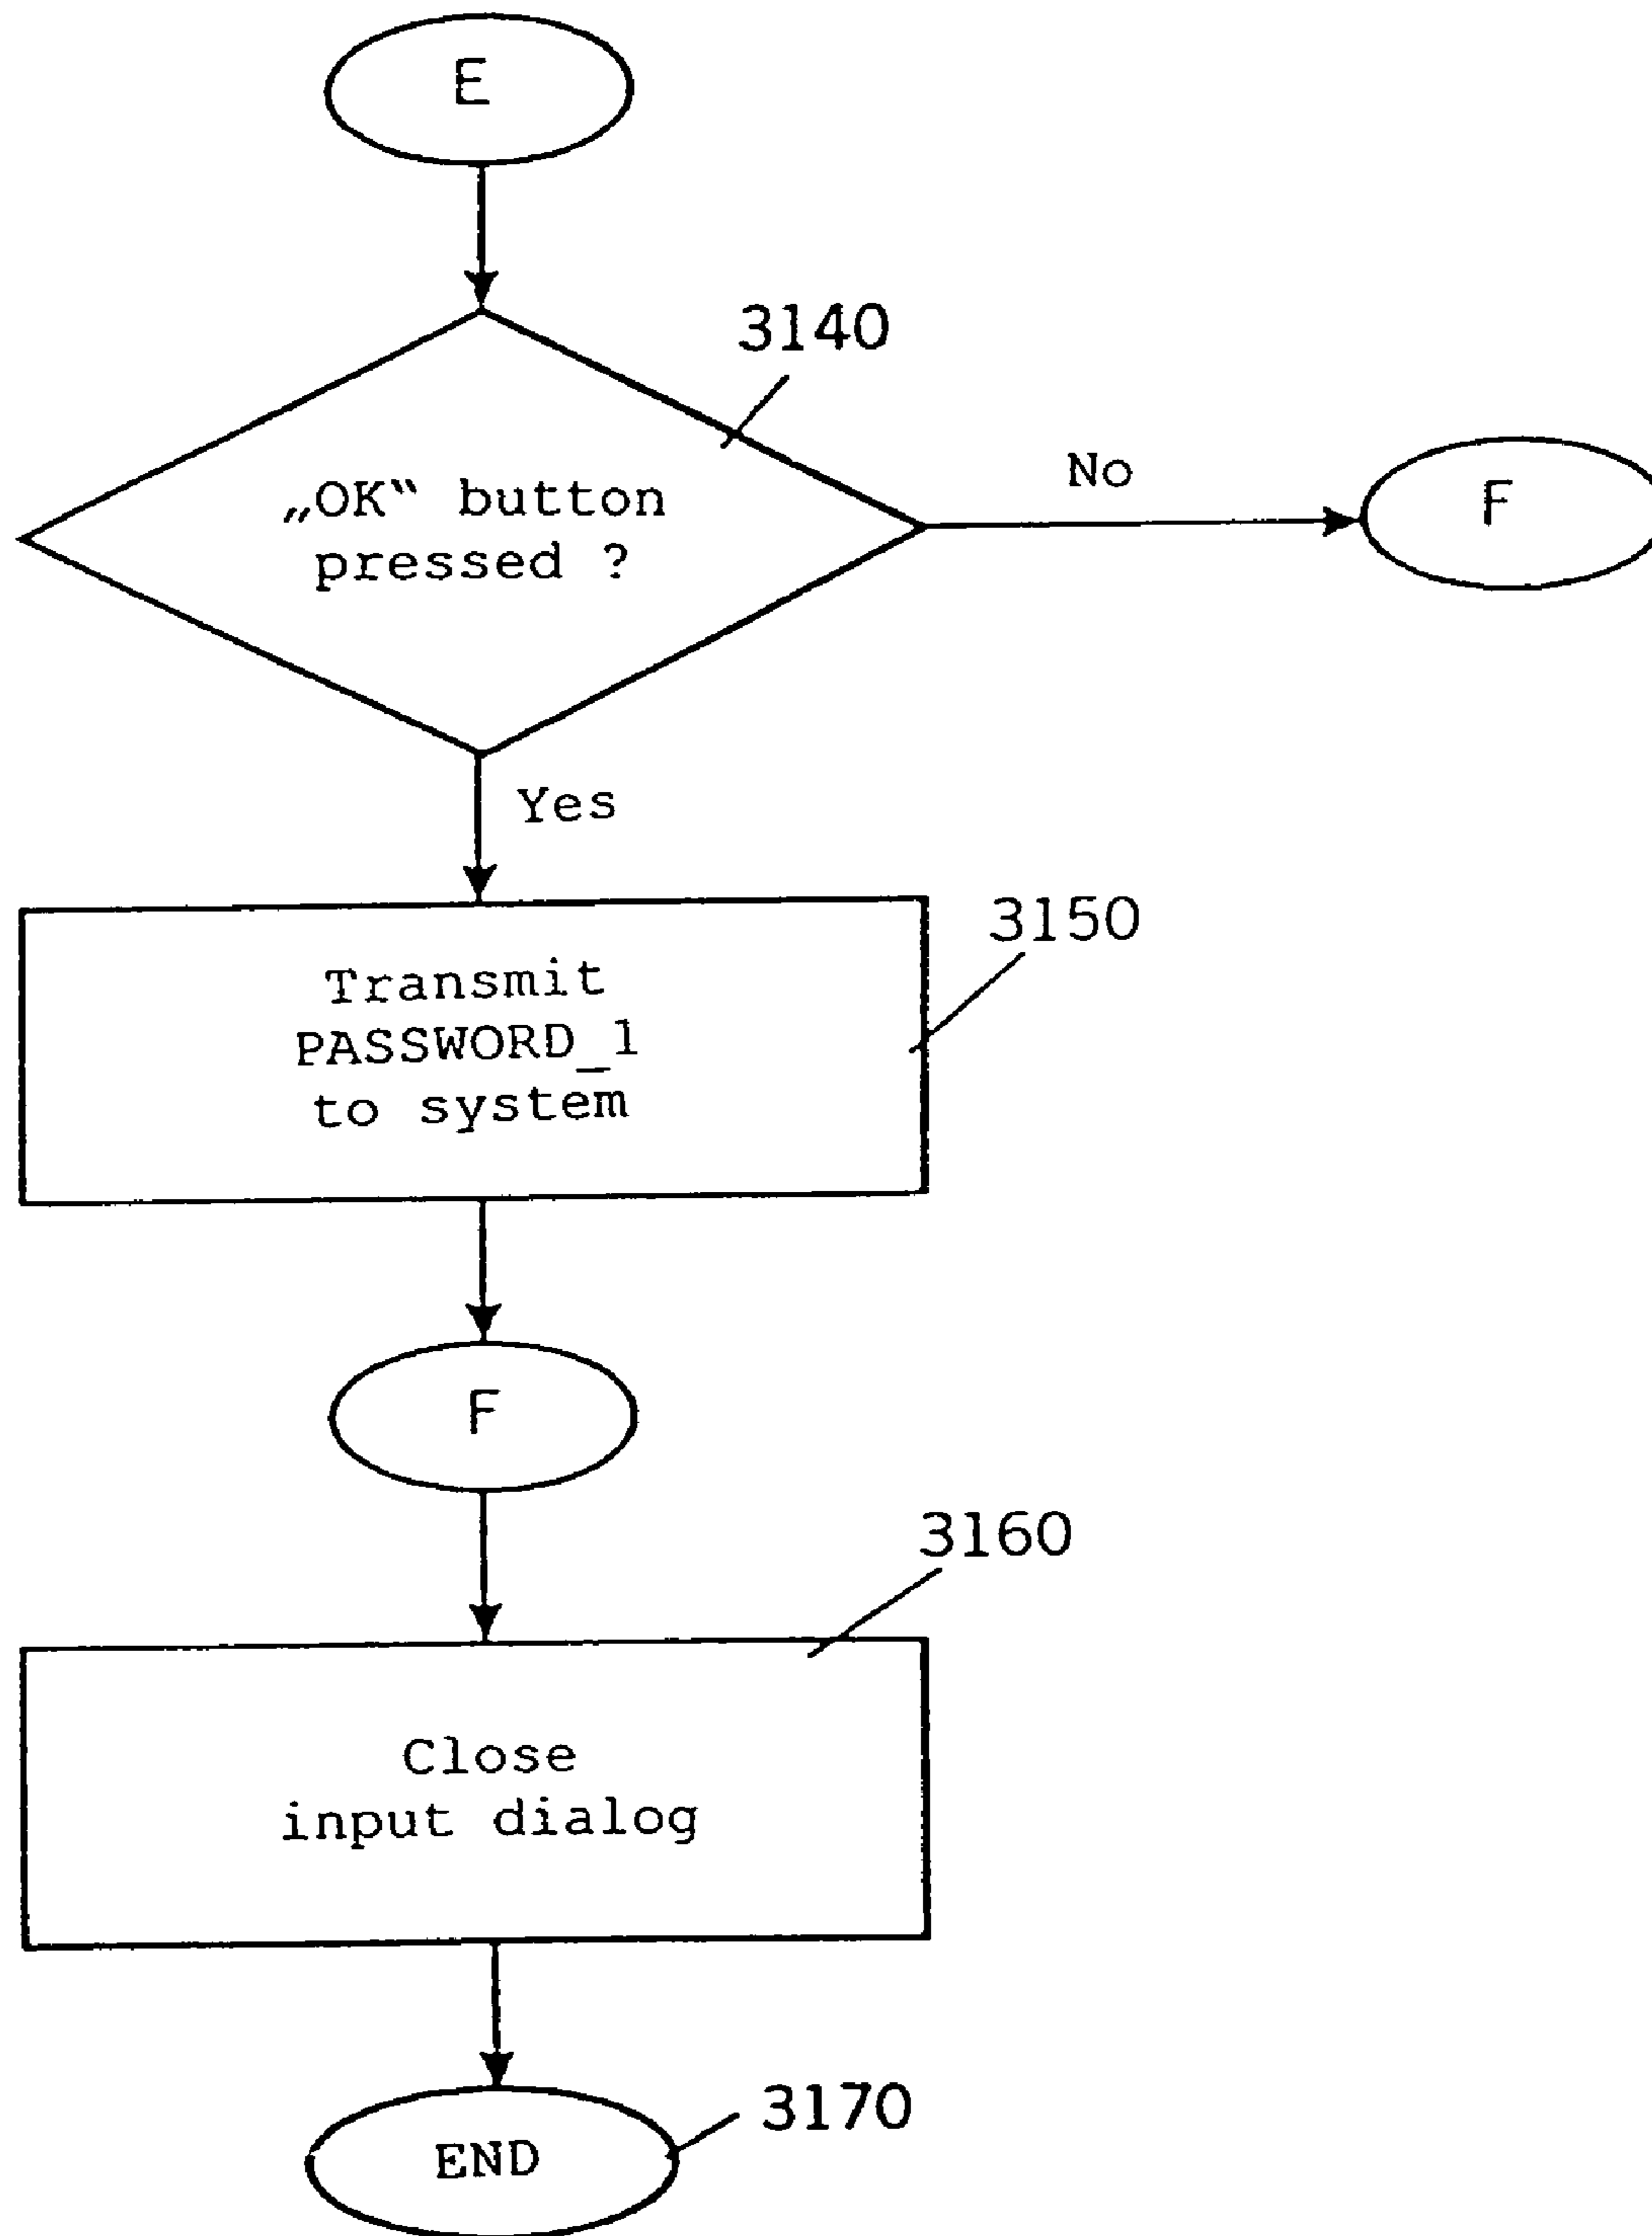 E
3140
„OK“ button
pressed ?
No
F
Yes
3150
Transmit
PASSWORD_1
to system
F
3160
Close
input dialog
3170
END